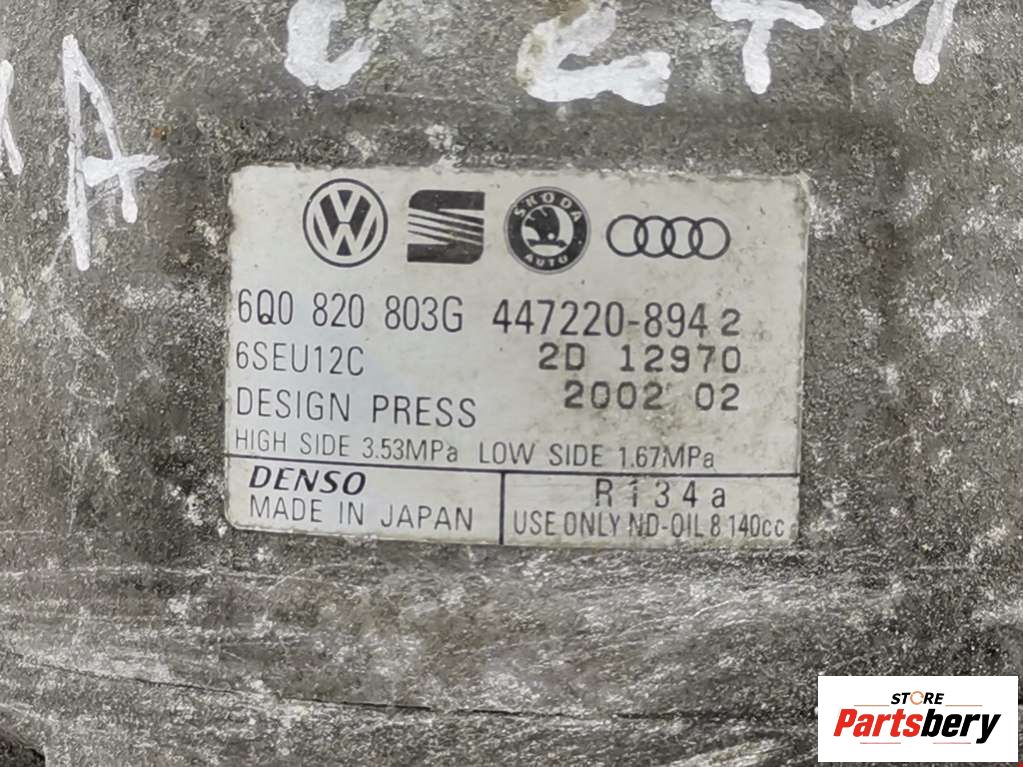 A
SKODA
AUTO
6Q0 820 803G 447220-894 2
6SEU12C 2D 12970
DESIGN PRESS 2002 02
HIGH SIDE 3.53MPa LOW SIDE 1.67MPa
DENSO
MADE IN JAPAN
R134a
USE ONLY ND-OIL 8 140cc
STORE
Partsbery